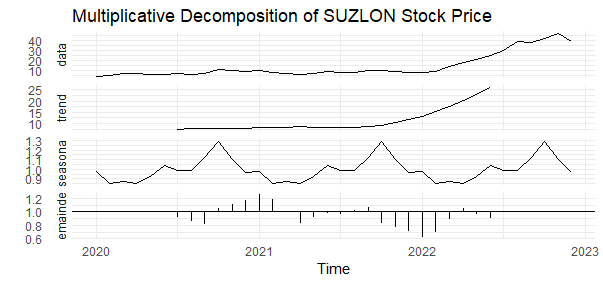 Multiplicative Decomposition of SUZLON Stock Price
data
40
30
20
10
trend
25
20
15
10
seasona
1.3
1.2
1.1
1.0
0.9
emainde
1.2
1.0
0.8
0.6
2020 2021 2022 2023
Time